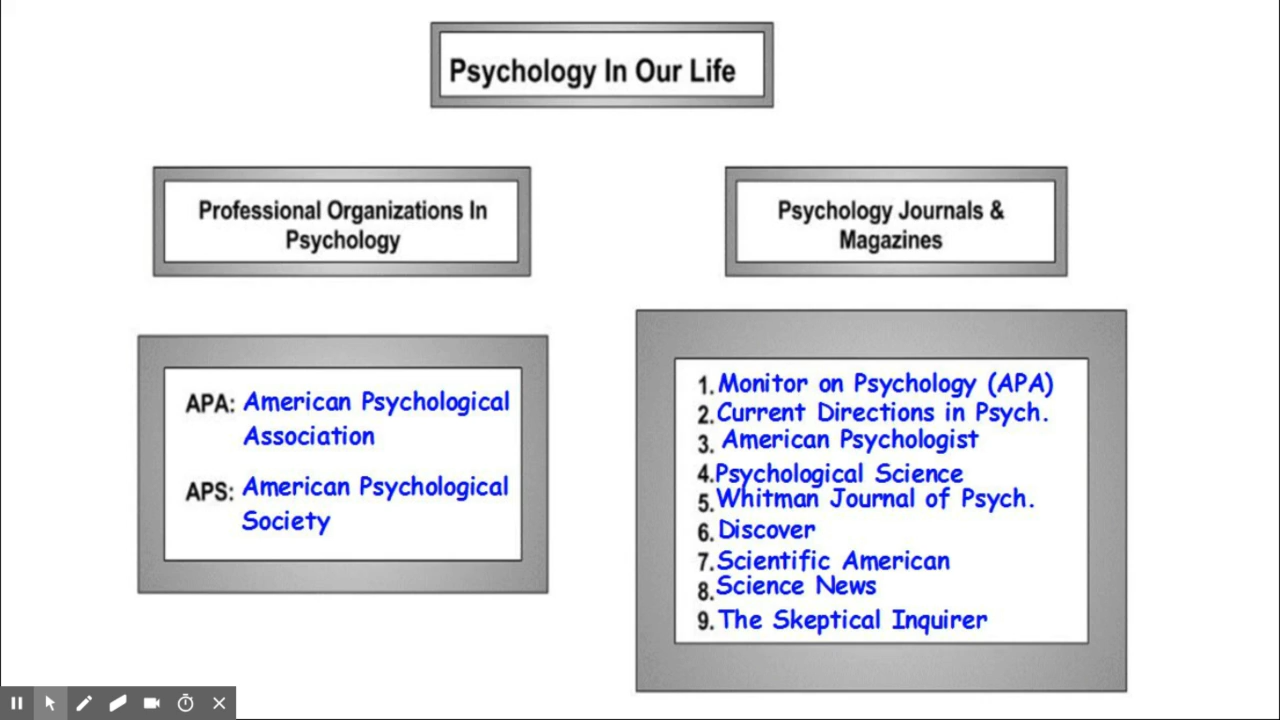 Psychology In Our Life
Professional Organizations In
Psychology
APA: American Psychological
Association
APS: American Psychological
Society
Psychology Journals &
Magazines
1. Monitor on Psychology (APA)
2. Current Directions in Psych.
3. American Psychologist
4. Psychological Science
5. Whitman Journal of Psych.
6. Discover
7. Scientific American
8. Science News
9. The Skeptical Inquirer